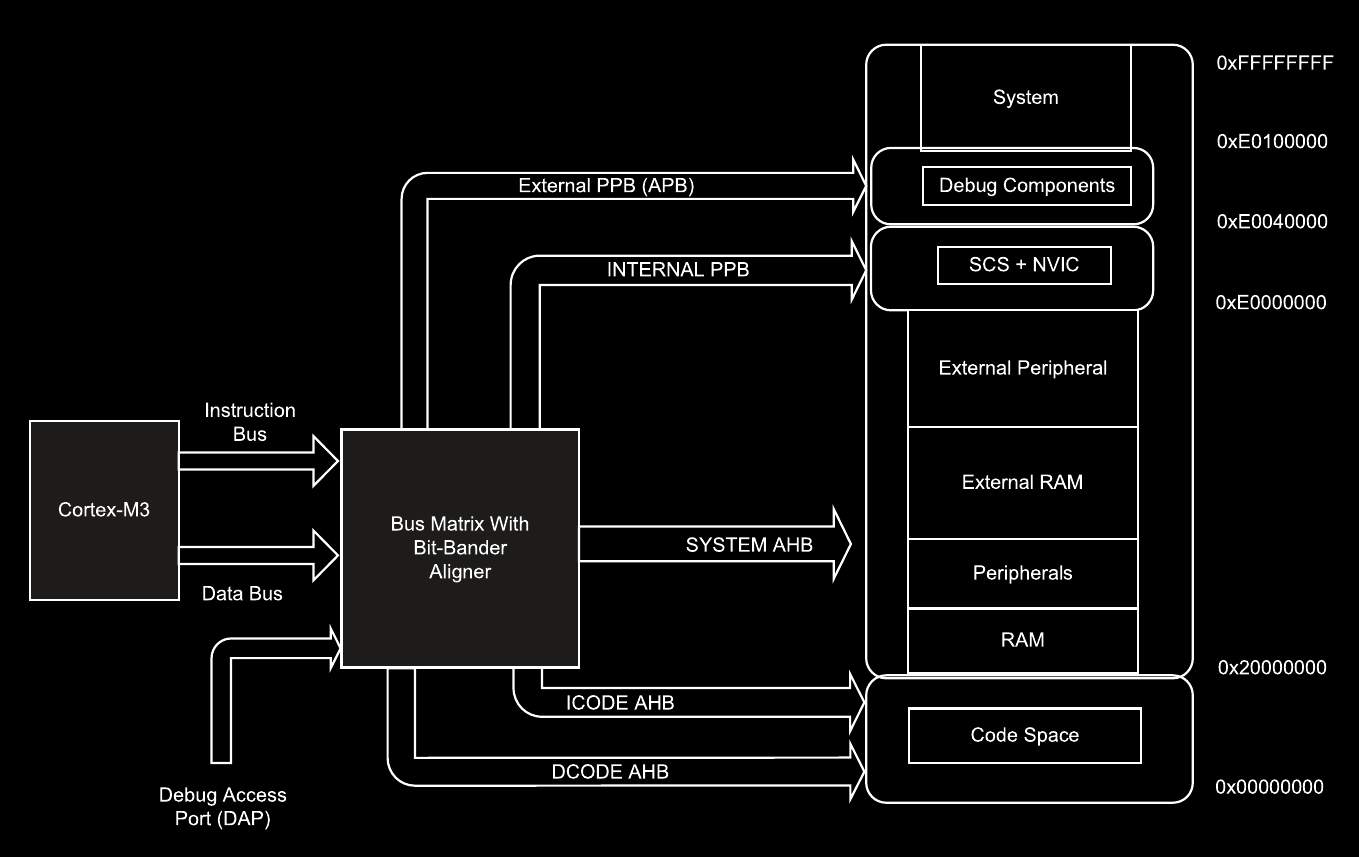 0xFFFFFFFF
System
0xE0100000
External PPB (APB)
Debug Components
0xE0040000
INTERNAL PPB
SCS + NVIC
0xE0000000
External Peripheral
Instruction
Bus
External RAM
Cortex-M3
Bus Matrix With
Bit-Bander
Aligner
SYSTEM AHB
Peripherals
Data Bus
RAM
0x20000000
ICODE AHB
Code Space
DCODE AHB
0x00000000
Debug Access
Port (DAP)